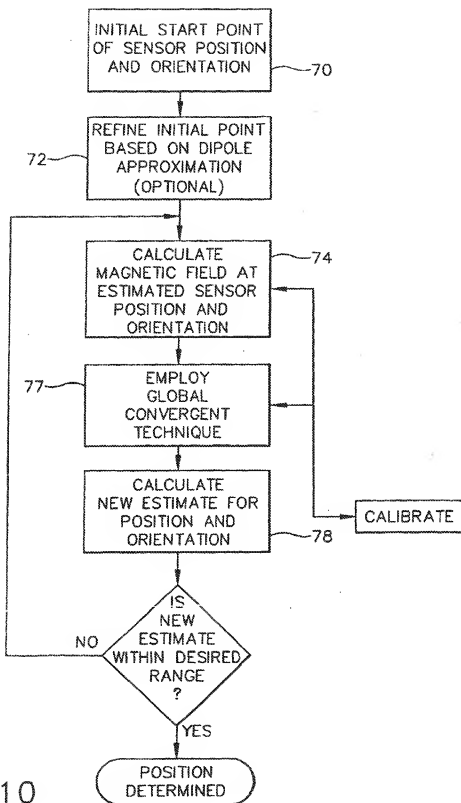 INITIAL START POINT
OF SENSOR POSITION
AND ORIENTATION
70
REFINE INITIAL POINT
BASED ON DIPOLE
APPROXIMATION
(OPTIONAL)
72
CALCULATE
MAGNETIC FIELD AT
ESTIMATED SENSOR
POSITION AND
ORIENTATION
74
EMPLOY
GLOBAL
CONVERGENT
TECHNIQUE
77
CALCULATE
NEW ESTIMATE FOR
POSITION AND
ORIENTATION
78
CALIBRATE
IS
NEW
ESTIMATE
WITHIN DESIRED
RANGE
?
NO
YES
POSITION
DETERMINED
10